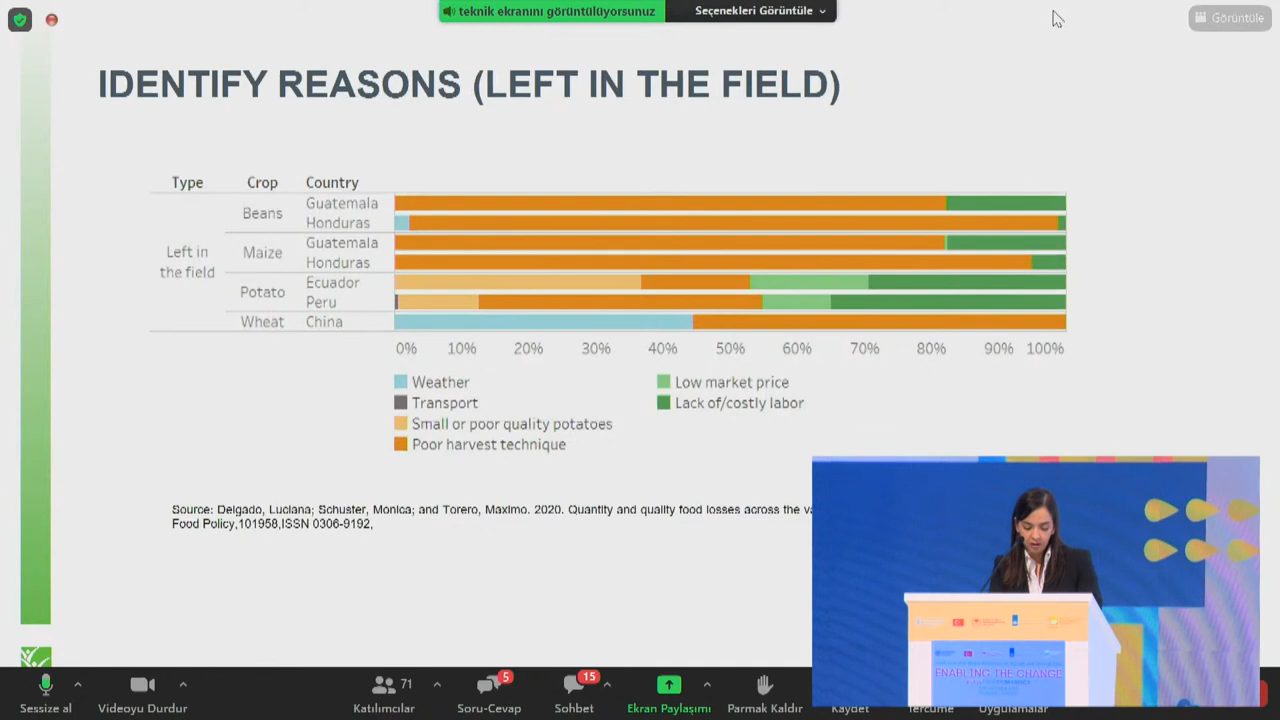 teknik ekranını görüntülüyorsunuz
Seçenekleri Görüntüle
Görüntüle
IDENTIFY REASONS (LEFT IN THE FIELD)
Type Crop Country
Left in the field
Beans
Guatemala
Honduras
Maize
Guatemala
Honduras
Potato
Ecuador
Peru
Wheat China
0% 10% 20% 30% 40% 50% 60% 70% 80% 90% 100%
Weather
Transport
Small or poor quality potatoes
Poor harvest technique
Low market price
Lack of/costly labor
Source: Delgado, Luciana; Schuster, Monica; and Torero, Maximo. 2020. Quantity and quality food losses across the
Food Policy,101958,ISSN 0306-9192,
ENABLING THE CHANGE
71
5
15
Sessize al
Videoyu Durdur
Katılımcılar
Soru-Cevap
Sohbet
Ekran Paylaşımı
Parmak Kaldır
Kaydet
Tercüme
Uygulamalar